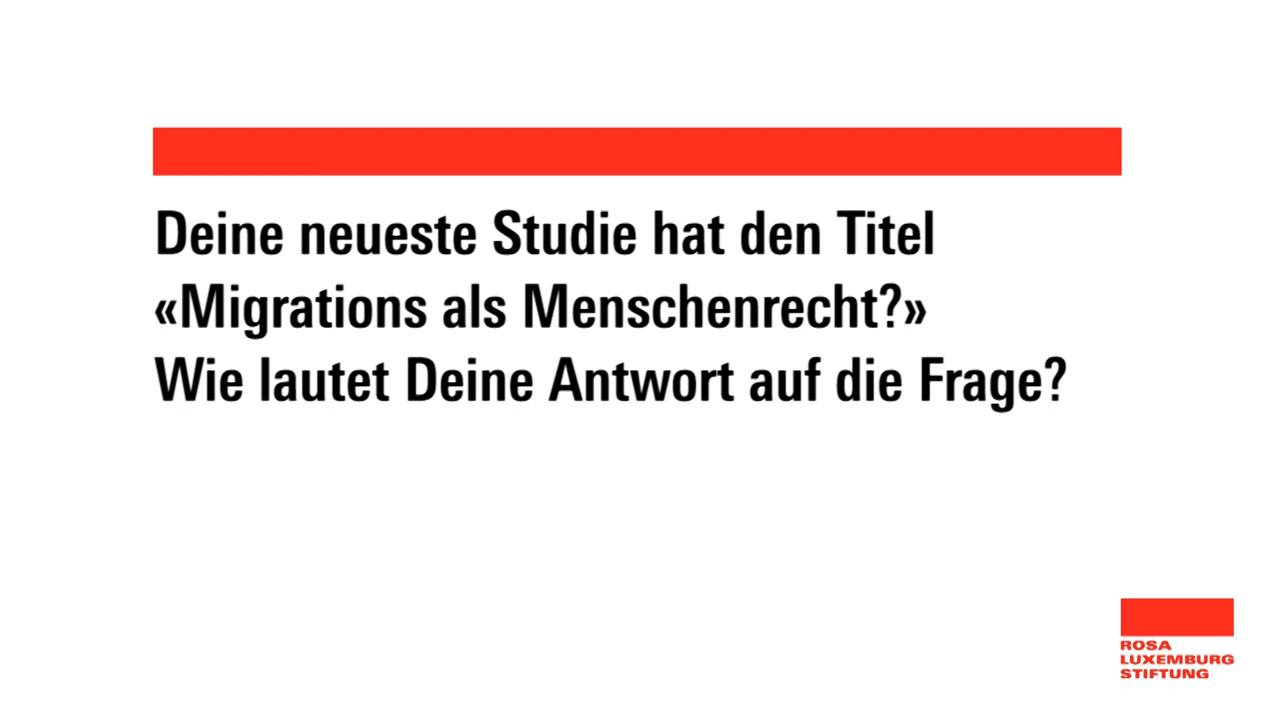 Deine neueste Studie hat den Titel
«Migrations als Menschenrecht?»
Wie lautet Deine Antwort auf die Frage?
ROSA
LUXEMBURG
STIFTUNG